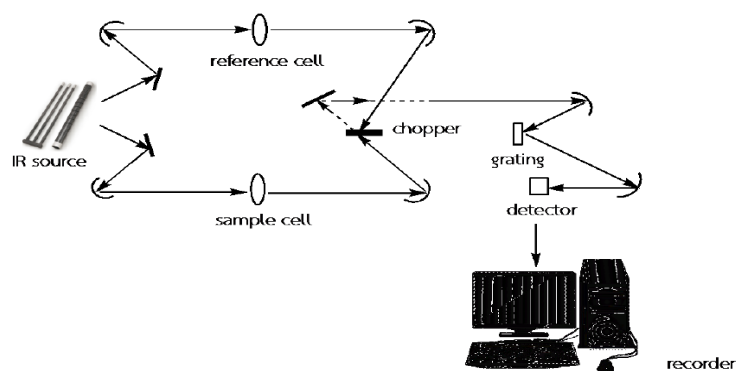 reference cell
chopper
IR source
grating
sample cell
detector
recorder